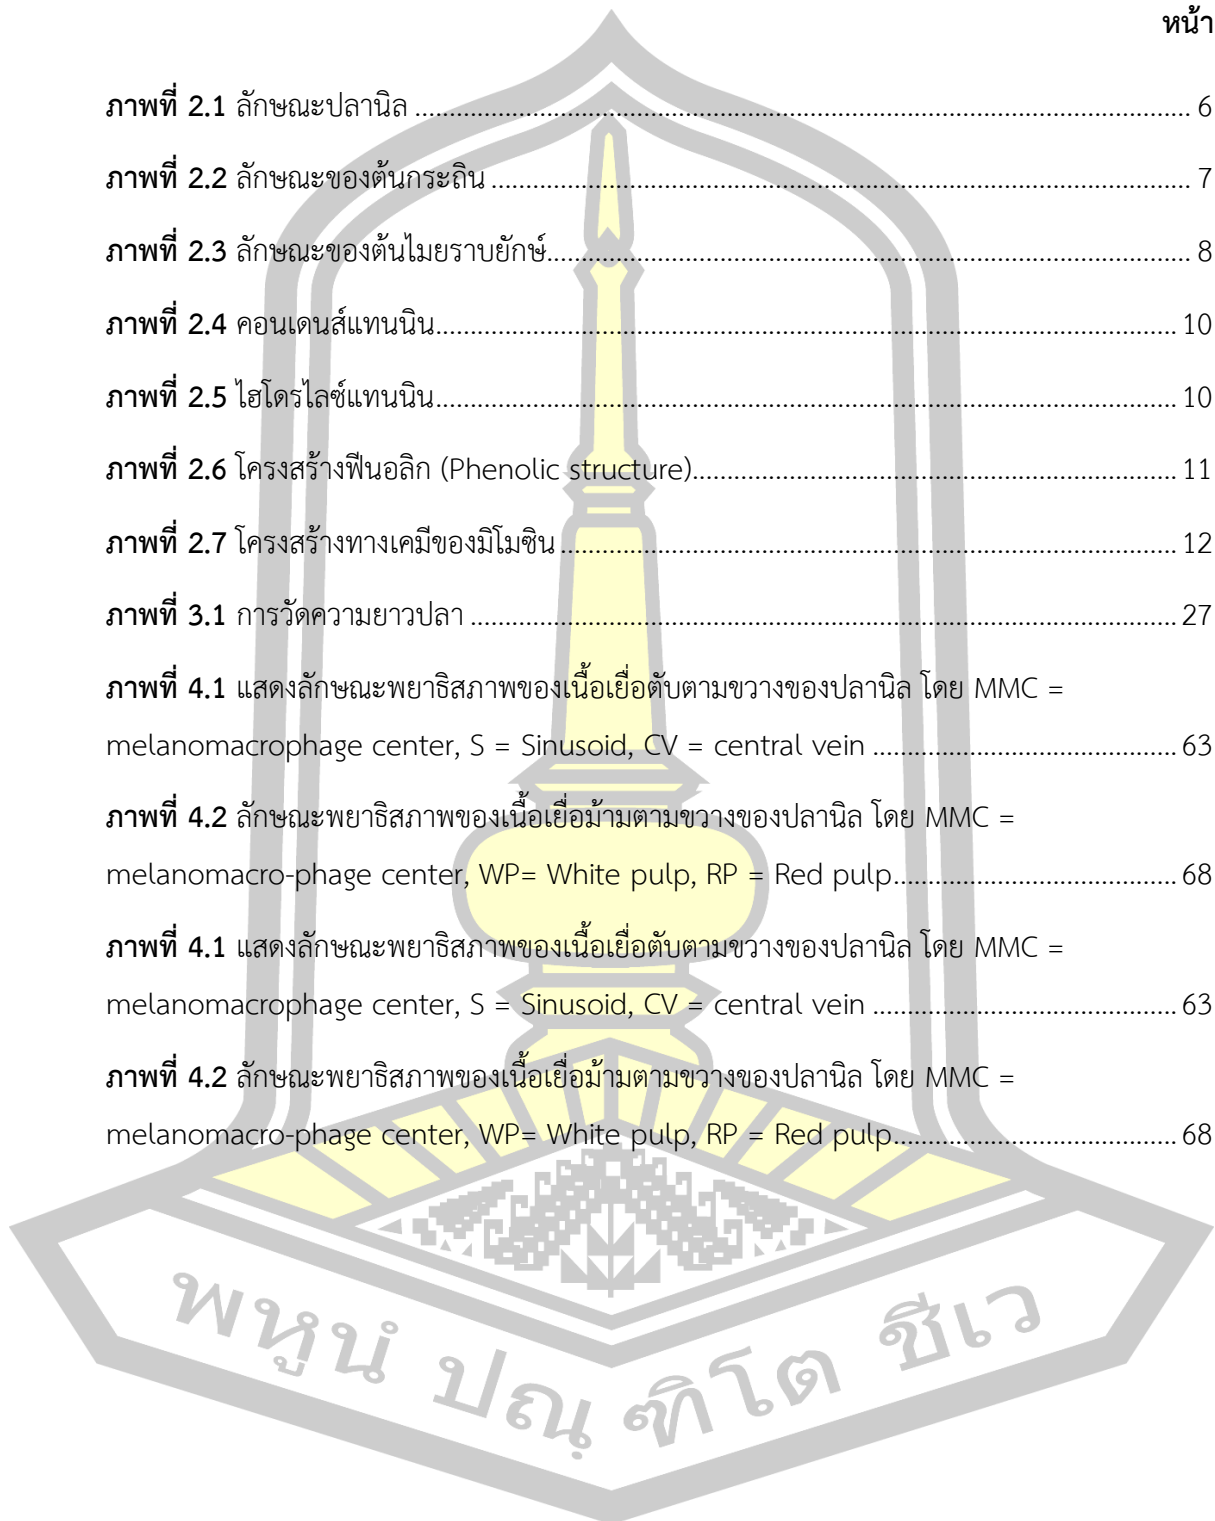 หน้า
ภาพที่ 2.1 ลักษณะปลานิล ........................................................................................................ 6
ภาพที่ 2.2 ลักษณะของต้นกระถิน .............................................................................................. 7
ภาพที่ 2.3 ลักษณะของต้นไมยราบยักษ์....................................................................................... 8
ภาพที่ 2.4 คอนเดนส์แทนนิน.................................................................................................... 10
ภาพที่ 2.5 ไฮโดรไลซ์แทนนิน.................................................................................................... 10
ภาพที่ 2.6 โครงสร้างฟีนอลิก (Phenolic structure)................................................................... 11
ภาพที่ 2.7 โครงสร้างทางเคมีของมิโมซิน ................................................................................... 12
ภาพที่ 3.1 การวัดความยาวปลา ............................................................................................... 27
ภาพที่ 4.1 แสดงลักษณะพยาธิสภาพของเนื้อเยื่อตับตามขวางของปลานิล โดย MMC =
melanomacrophage center, S = Sinusoid, CV = central vein ......................................... 63
ภาพที่ 4.2 ลักษณะพยาธิสภาพของเนื้อเยื่อม้ามตามขวางของปลานิล โดย MMC =
melanomacro-phage center, WP= White pulp, RP = Red pulp...................................... 68
ภาพที่ 4.1 แสดงลักษณะพยาธิสภาพของเนื้อเยื่อตับตามขวางของปลานิล โดย MMC =
melanomacrophage center, S = Sinusoid, CV = central vein ......................................... 63
ภาพที่ 4.2 ลักษณะพยาธิสภาพของเนื้อเยื่อม้ามตามขวางของปลานิล โดย MMC =
melanomacro-phage center, WP= White pulp, RP = Red pulp...................................... 68
พหูนํ ปณฺ ฑิโต ชีเว